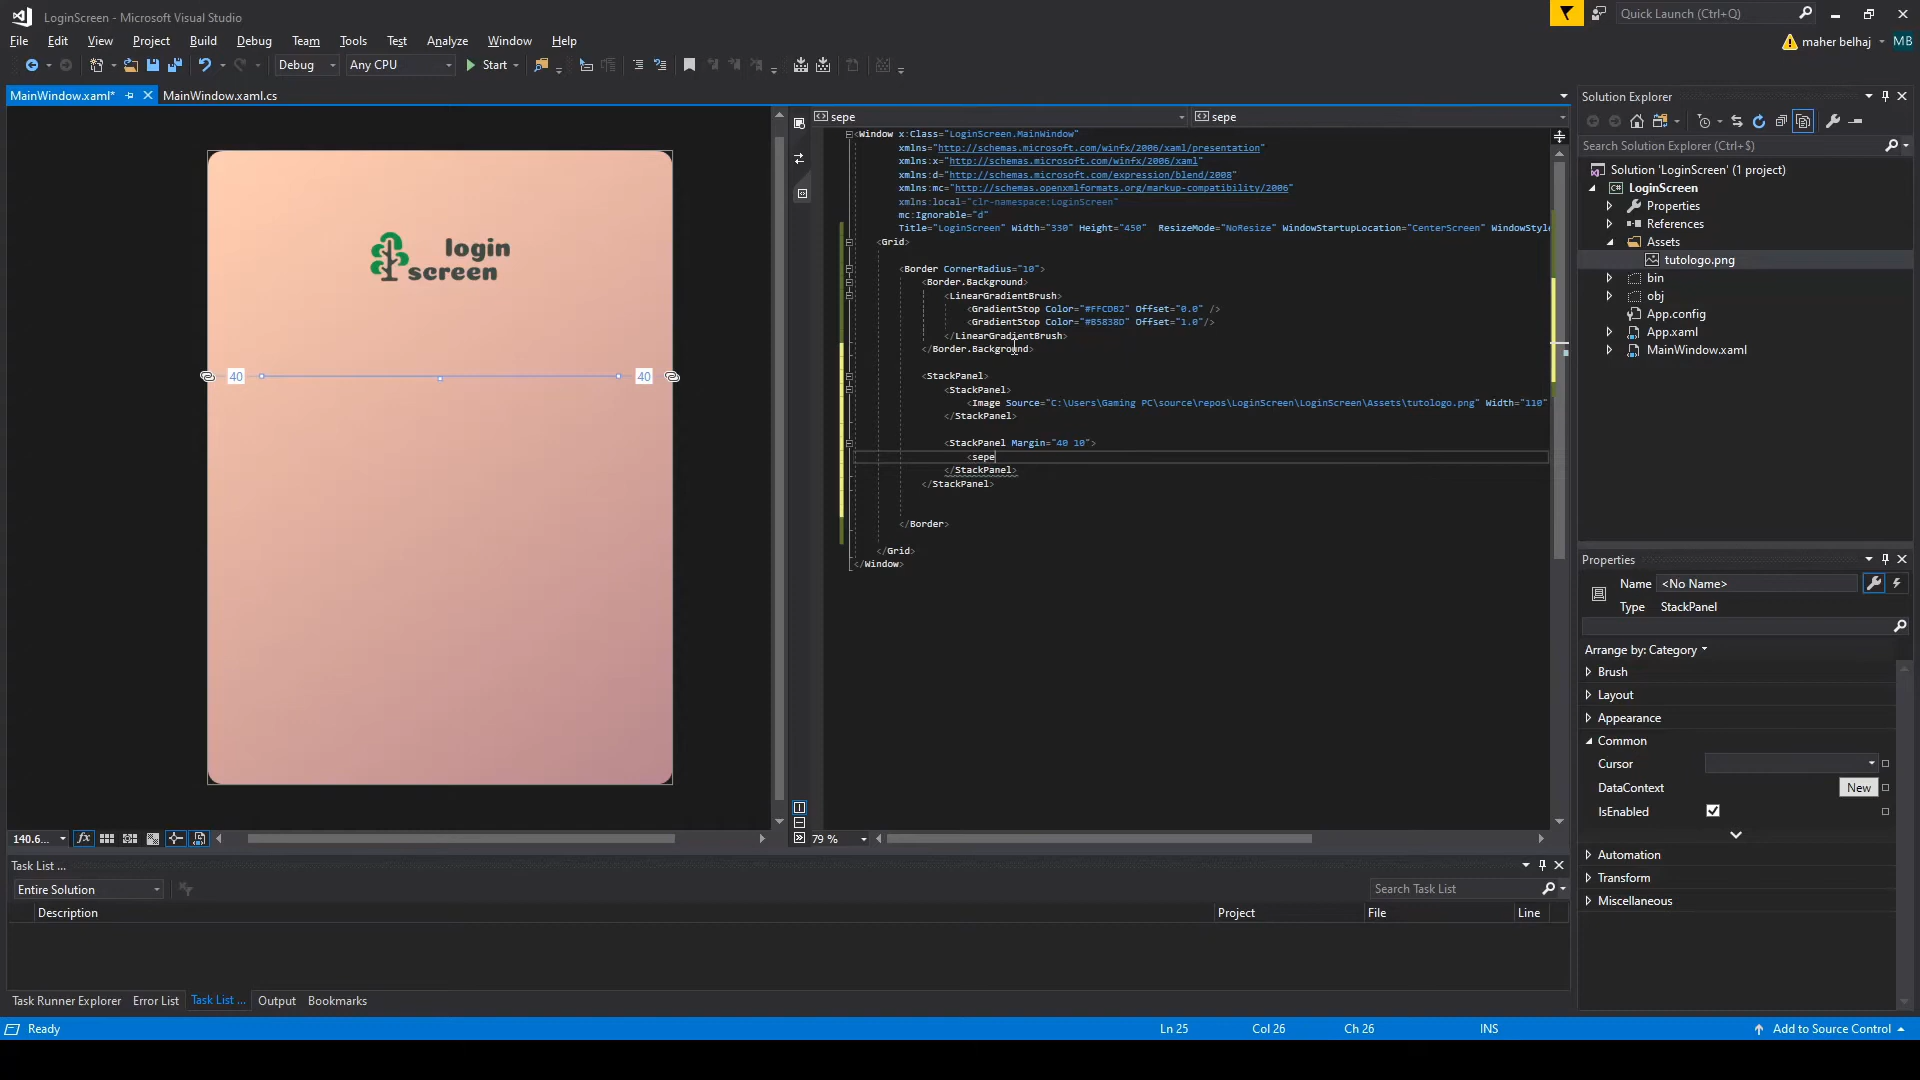 LoginScreen - Microsoft Visual Studio
Quick Launch (Ctrl+Q)
File Edit View Project Build Debug Team Tools Test Analyze Window Help
maher belhaj MB
Debug Any CPU Start
MainWindow.xaml* MainWindow.xaml.cs
sepe sepe
login
screen
40 40
<Window x:Class="LoginScreen.MainWindow"
xmlns="http://schemas.microsoft.com/winfx/2006/xaml/presentation"
xmlns:x="http://schemas.microsoft.com/winfx/2006/xaml"
xmlns:d="http://schemas.microsoft.com/expression/blend/2008"
xmlns:mc="http://schemas.openxmlformats.org/markup-compatibility/2006"
xmlns:local="clr-namespace:LoginScreen"
mc:Ignorable="d"
Title="LoginScreen" Width="330" Height="450" ResizeMode="NoResize" WindowStartupLocation="CenterScreen" WindowStyle
<Grid>
<Border CornerRadius="10">
<Border.Background>
<LinearGradientBrush>
<GradientStop Color="#FFCDB2" Offset="0.0" />
<GradientStop Color="#B5838D" Offset="1.0"/>
</LinearGradientBrush>
</Border.Background>
<StackPanel>
<StackPanel>
<Image Source="C:\Users\Gaming PC\source\repos\LoginScreen\LoginScreen\Assets\tutologo.png" Width="110"
</StackPanel>
<StackPanel Margin="40 10">
<sepe
</StackPanel>
</StackPanel>
</Border>
</Grid>
</Window>
140.6... fx
79 %
Solution Explorer
Search Solution Explorer (Ctrl+$)
Solution 'LoginScreen' (1 project)
C# LoginScreen
Properties
References
Assets
tutologo.png
bin
obj
App.config
App.xaml
MainWindow.xaml
Properties
Name <No Name>
Type StackPanel
Arrange by: Category
Brush
Layout
Appearance
Common
Cursor
DataContext New
IsEnabled
Automation
Transform
Miscellaneous
Task List ...
Entire Solution Search Task List
Description Project File Line
Task Runner Explorer Error List Task List ... Output Bookmarks
Ready Ln 25 Col 26 Ch 26 INS Add to Source Control